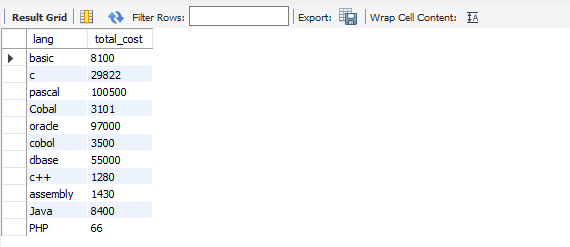 Result Grid Filter Rows: Export: Wrap Cell Content: IA
lang total_cost
basic 8100
c 29822
pascal 100500
Cobal 3101
oracle 97000
cobol 3500
dbase 55000
c++ 1280
assembly 1430
Java 8400
PHP 66